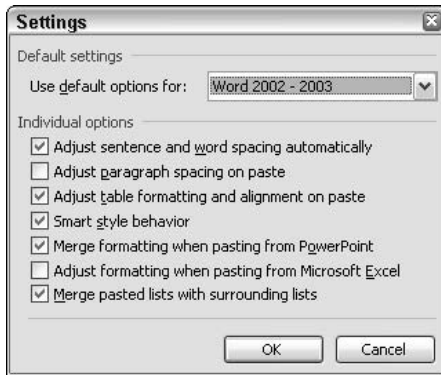 Settings
Default settings
Use default options for: Word 2002 - 2003
Individual options
Adjust sentence and word spacing automatically
Adjust paragraph spacing on paste
Adjust table formatting and alignment on paste
Smart style behavior
Merge formatting when pasting from PowerPoint
Adjust formatting when pasting from Microsoft Excel
Merge pasted lists with surrounding lists
OK Cancel